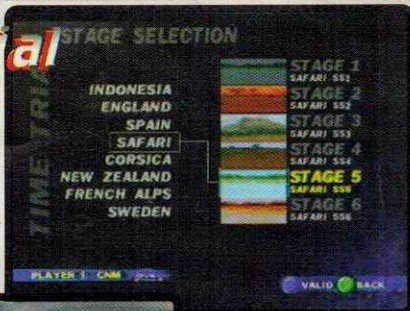 al
STAGE SELECTION
TIME TRIAL
INDONESIA
ENGLAND
SPAIN
SAFARI
CORSICA
NEW ZEALAND
FRENCH ALPS
SWEDEN
STAGE 1
SAFARI SS1
STAGE 2
SAFARI SS2
STAGE 3
SAFARI SS3
STAGE 4
SAFARI SS4
STAGE 5
SAFARI SS5
STAGE 6
SAFARI SS6
PLAYER 1 CNM
VALID BACK